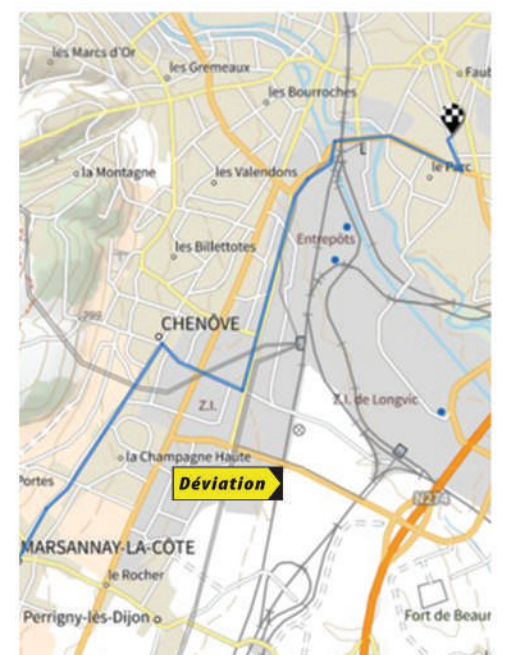 les Marcs d'Or
les Gremeaux
Faub
les Bourroches
la Montagne
les Valendons
L
le Parc
Entrepôts
les Billettotes
299
CHENÔVE
Z.I.
Z.I. de Longvic
la Champagne Haute
Portes
Déviation
N274
MARSANNAY-LA-CÔTE
le Rocher
Perrigny-lès-Dijon
Fort de Beaur